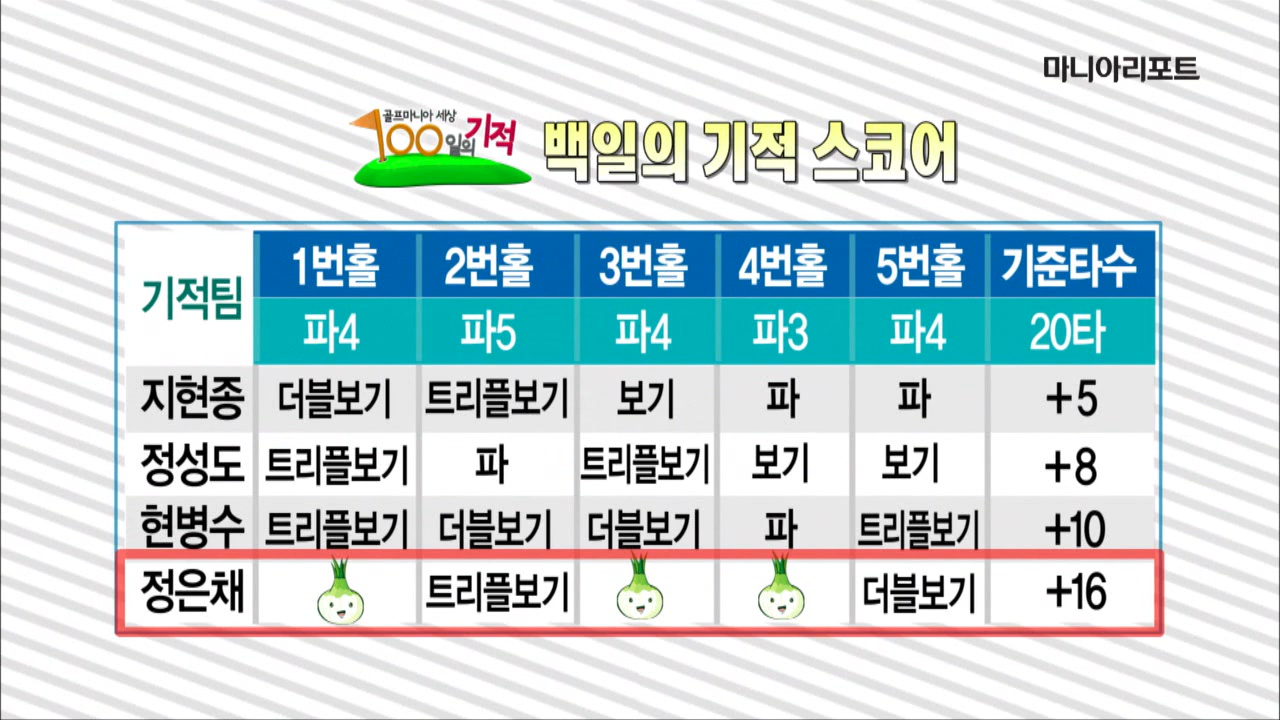 마니아리포트
골프마니아 세상
100일의 기적
백일의 기적 스코어
기적팀 1번홀 2번홀 3번홀 4번홀 5번홀 기준타수
파4 파5 파4 파3 파4 20타
지현종 더블보기 트리플보기 보기 파 파 +5
정성도 트리플보기 파 트리플보기 보기 보기 +8
현병수 트리플보기 더블보기 더블보기 파 트리플보기 +10
정은채 트리플보기 더블보기 +16